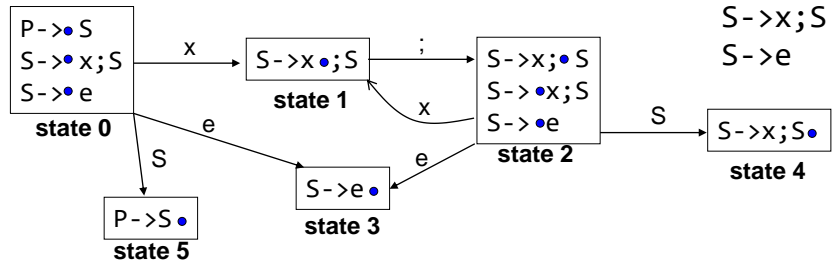 P->• S
S->• x;S
S->• e
state 0
x
S->x •;S
state 1
;
S->x;• S
S-> •x;S
S-> •e
state 2
x
e
S
P->S •
state 5
e
S->e •
state 3
S
S->x;S•
state 4
S->x;S
S->e